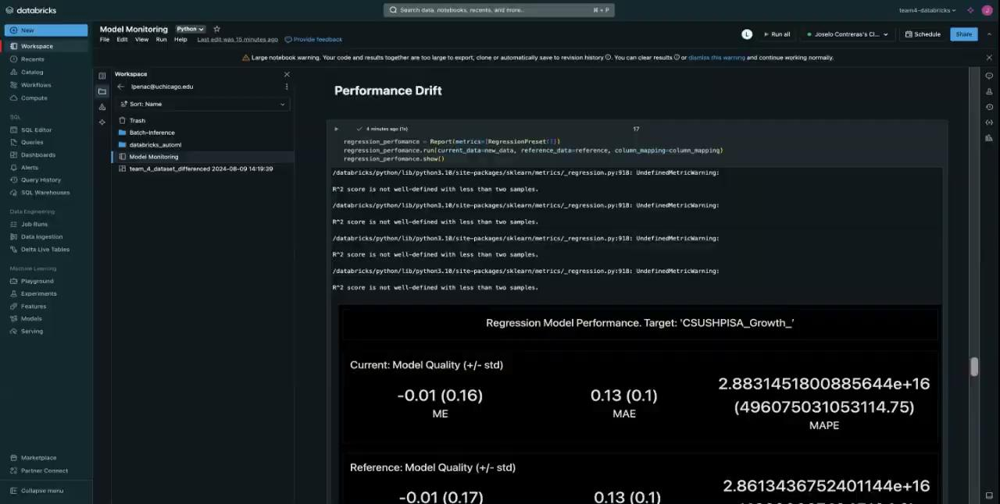 databricks
Search data, notebooks, recents, and more...
⌘ + P
team4-databricks
J
New
Workspace
Recents
Catalog
Workflows
Compute
SQL
SQL Editor
Queries
Dashboards
Alerts
Query History
SQL Warehouses
Data Engineering
Job Runs
Data Ingestion
Delta Live Tables
Machine Learning
Playground
Experiments
Features
Models
Serving
Marketplace
Partner Connect
Collapse menu
Model Monitoring Python
File Edit View Run Help Last edit was 15 minutes ago Provide feedback
L Run all Joselo Contreras's Cl... Schedule Share
Large notebook warning. Your code and results together are too large to export, clone or automatically save to revision history. You can clear results or dismiss this warning and continue working normally.
Workspace
lpenac@uchicago.edu
Sort: Name
Trash
Batch-Inference
databricks_automl
Model Monitoring
team_4_dataset_differenced 2024-08-09 14:19:39
Performance Drift
4 minutes ago (1s)
17
regression_perfomance = Report(metrics=[RegressionPreset()])
regression_perfomance.run(current_data=new_data, reference_data=reference, column_mapping=column_mapping)
regression_perfomance.show()
/databricks/python/lib/python3.10/site-packages/sklearn/metrics/_regression.py:918: UndefinedMetricWarning:
R^2 score is not well-defined with less than two samples.
/databricks/python/lib/python3.10/site-packages/sklearn/metrics/_regression.py:918: UndefinedMetricWarning:
R^2 score is not well-defined with less than two samples.
/databricks/python/lib/python3.10/site-packages/sklearn/metrics/_regression.py:918: UndefinedMetricWarning:
R^2 score is not well-defined with less than two samples.
/databricks/python/lib/python3.10/site-packages/sklearn/metrics/_regression.py:918: UndefinedMetricWarning:
R^2 score is not well-defined with less than two samples.
Regression Model Performance. Target: 'CSUSHPISA_Growth_'
Current: Model Quality (+/- std)
-0.01 (0.16)
ME
0.13 (0.1)
MAE
2.8831451800885644e+16
(496075031053114.75)
MAPE
Reference: Model Quality (+/- std)
-0.01 (0.17)
0.13 (0.1)
2.8613436752401144e+16